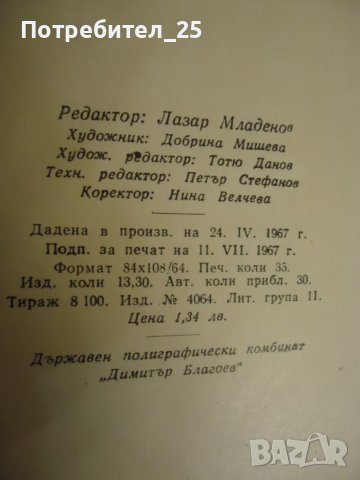 Потребител_25
Редактор: Лазар Младенов
Художник: Добрина Мишева
Худож. редактор: Тотю Данов
Техн. редактор: Петър Стефанов
Коректор: Нина Велчева
Дадена в произв. на 24. IV. 1967 г.
Подп. за печат на 11. VII. 1967 г.
Формат 84x108/64. Печ. коли 35.
Изд. коли 13,30. Авт. коли прибл. 30.
Тираж 8 100. Изд. № 4064. Лит. група II.
Цена 1,34 лв.
Държавен полиграфически комбинат
„Димитър Благоев“
BAZAR